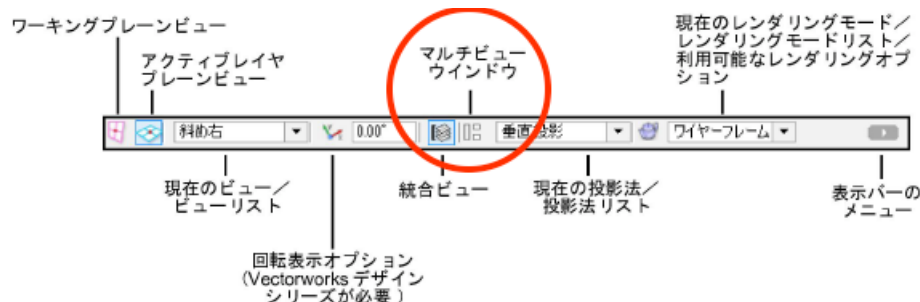 ワーキングプレーンビュー
アクティブレイヤ
プレーンビュー
マルチビュー
ウインドウ
現在のレンダリングモード／
レンダリングモードリスト／
利用可能なレンダリングオプ
ション
斜め右
0.00°
垂直投影
ワイヤーフレーム
現在のビュー／
ビューリスト
統合ビュー
現在の投影法／
投影法リスト
表示バーの
メニュー
回転表示オプション
（Vectorworks デザイン
シリーズが必要）